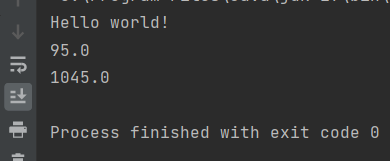 Hello world!
95.0
1045.0
Process finished with exit code 0